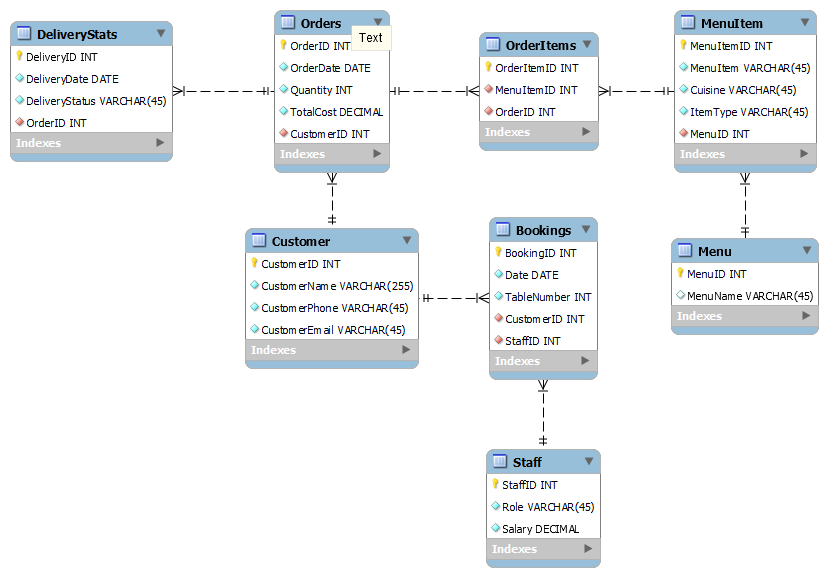 DeliveryStats
DeliveryID INT
DeliveryDate DATE
DeliveryStatus VARCHAR(45)
OrderID INT
Indexes
Orders
Text
OrderID INT
OrderDate DATE
Quantity INT
TotalCost DECIMAL
CustomerID INT
Indexes
OrderItems
OrderItemID INT
MenuItemID INT
OrderID INT
Indexes
MenuItem
MenuItemID INT
MenuItem VARCHAR(45)
Cuisine VARCHAR(45)
ItemType VARCHAR(45)
MenuID INT
Indexes
Customer
CustomerID INT
CustomerName VARCHAR(255)
CustomerPhone VARCHAR(45)
CustomerEmail VARCHAR(45)
Indexes
Bookings
BookingID INT
Date DATE
TableNumber INT
CustomerID INT
StaffID INT
Indexes
Menu
MenuID INT
MenuName VARCHAR(45)
Indexes
Staff
StaffID INT
Role VARCHAR(45)
Salary DECIMAL
Indexes